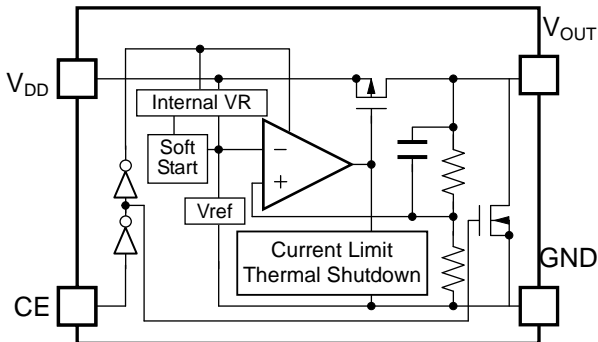 VOUT
VDD
Internal VR
Soft
Start
−
+
Vref
Current Limit
Thermal Shutdown
GND
CE